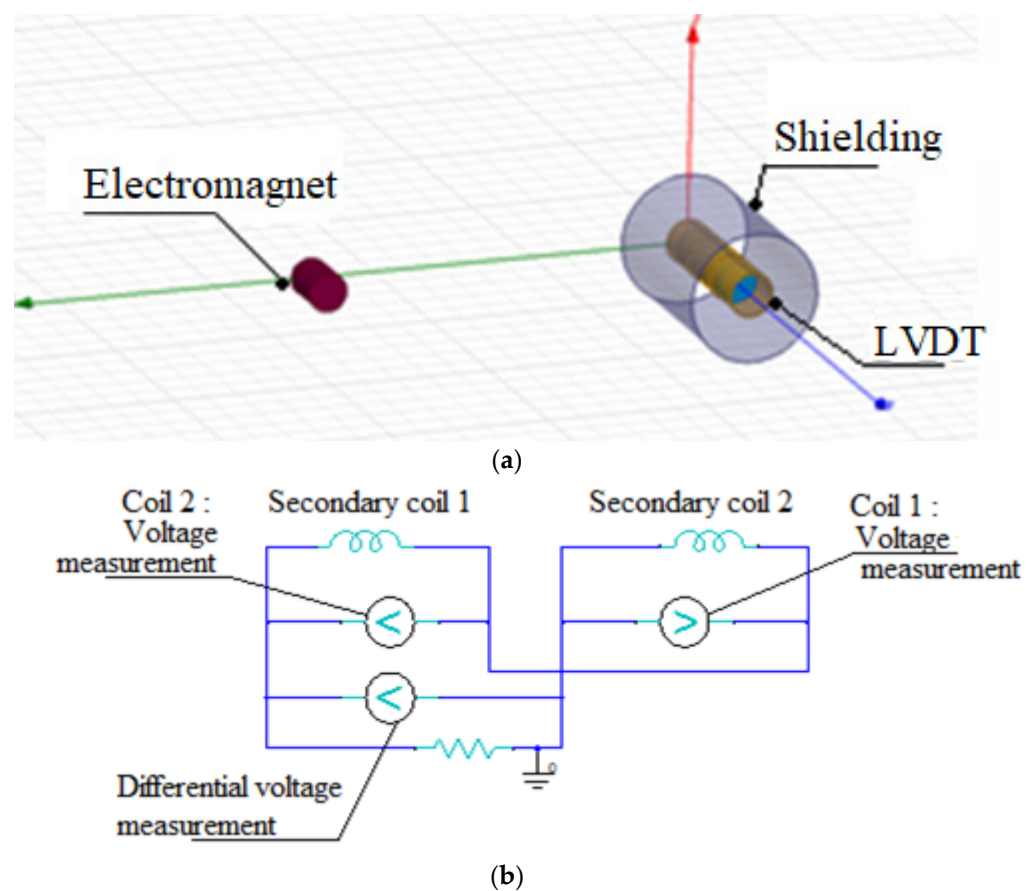 Shielding
Electromagnet
LVDT
(a)
Coil 2 :
Voltage
measurement
Secondary coil 1
Secondary coil 2
Coil 1 :
Voltage
measurement
0
Differential voltage
measurement
(b)